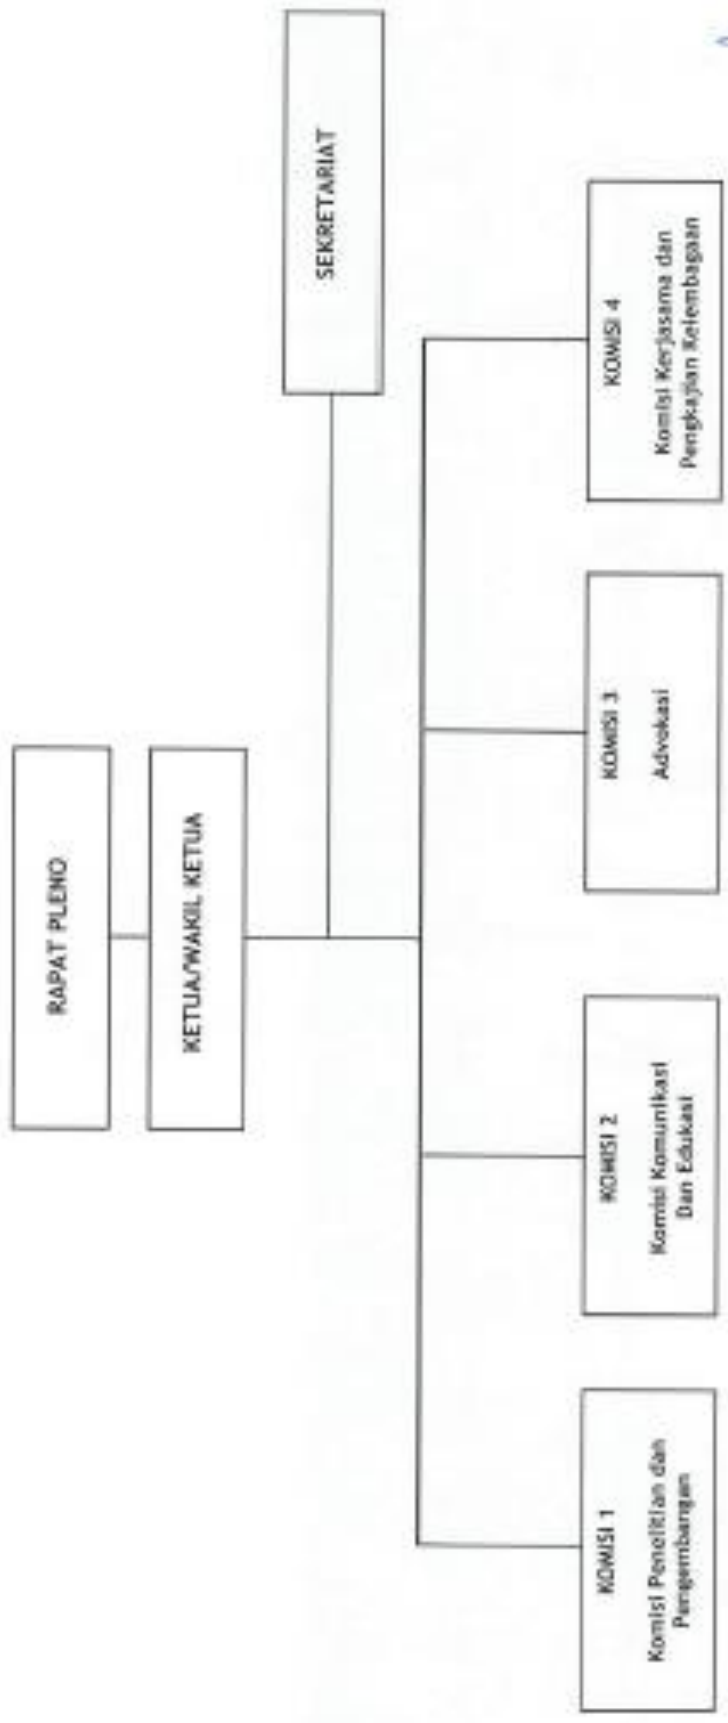 RAPAT PLENO
KETUA/WAKIL KETUA
SEKRETARIAT
KOMISI 1
Komisi Penelitian dan
Pengembangan
KOMISI 2
Komisi Komunikasi
Dan Edukasi
KOMISI 3
Advokasi
KOMISI 4
Komisi Kerjasama dan
Pengkajian Kelembagaan